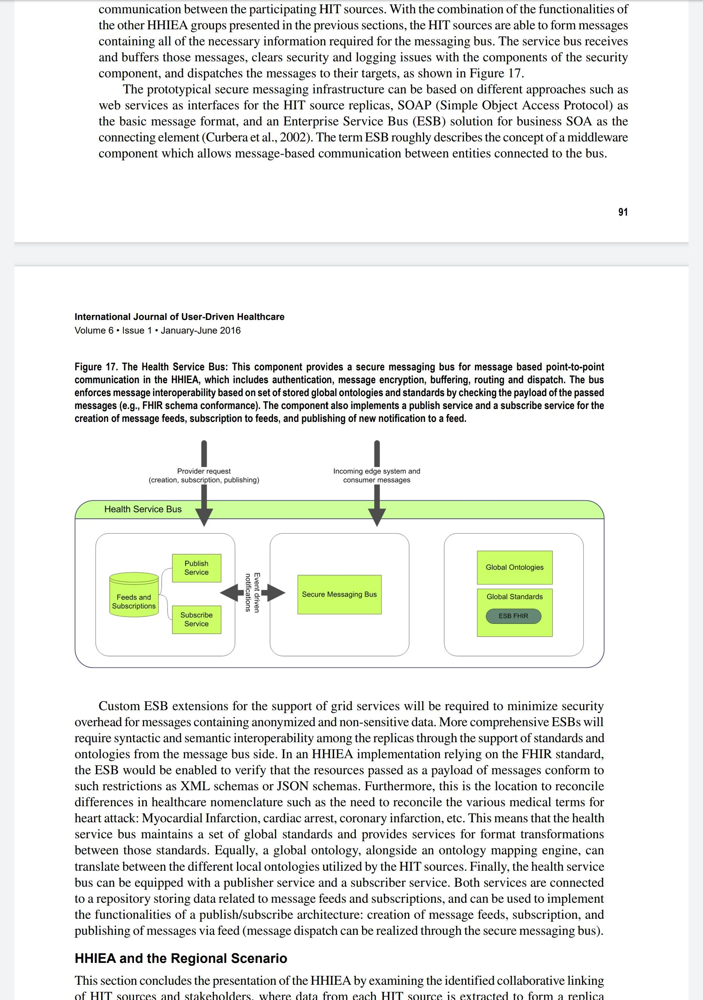 communication between the participating HIT sources. With the combination of the functionalities of
the other HHIEA groups presented in the previous sections, the HIT sources are able to form messages
containing all of the necessary information required for the messaging bus. The service bus receives
and buffers those messages, clears security and logging issues with the components of the security
component, and dispatches the messages to their targets, as shown in Figure 17.
The prototypical secure messaging infrastructure can be based on different approaches such as
web services as interfaces for the HIT source replicas, SOAP (Simple Object Access Protocol) as
the basic message format, and an Enterprise Service Bus (ESB) solution for business SOA as the
connecting element (Curbera et al., 2002). The term ESB roughly describes the concept of a middleware
component which allows message-based communication between entities connected to the bus.
91
International Journal of User-Driven Healthcare
Volume 6 • Issue 1 • January-June 2016
Figure 17. The Health Service Bus: This component provides a secure messaging bus for message based point-to-point
communication in the HHIEA, which includes authentication, message encryption, buffering, routing and dispatch. The bus
enforces message interoperability based on set of stored global ontologies and standards by checking the payload of the passed
messages (e.g., FHIR schema conformance). The component also implements a publish service and a subscribe service for the
creation of message feeds, subscription to feeds, and publishing of new notification to a feed.
Provider request
(creation, subscription, publishing)
Incoming edge system and
consumer messages
Health Service Bus
Feeds and
Subscriptions
Publish
Service
Subscribe
Service
Event driven
notifications
Secure Messaging Bus
Global Ontologies
Global Standards
ESB FHIR
Custom ESB extensions for the support of grid services will be required to minimize security
overhead for messages containing anonymized and non-sensitive data. More comprehensive ESBs will
require syntactic and semantic interoperability among the replicas through the support of standards and
ontologies from the message bus side. In an HHIEA implementation relying on the FHIR standard,
the ESB would be enabled to verify that the resources passed as a payload of messages conform to
such restrictions as XML schemas or JSON schemas. Furthermore, this is the location to reconcile
differences in healthcare nomenclature such as the need to reconcile the various medical terms for
heart attack: Myocardial Infarction, cardiac arrest, coronary infarction, etc. This means that the health
service bus maintains a set of global standards and provides services for format transformations
between those standards. Equally, a global ontology, alongside an ontology mapping engine, can
translate between the different local ontologies utilized by the HIT sources. Finally, the health service
bus can be equipped with a publisher service and a subscriber service. Both services are connected
to a repository storing data related to message feeds and subscriptions, and can be used to implement
the functionalities of a publish/subscribe architecture: creation of message feeds, subscription, and
publishing of messages via feed (message dispatch can be realized through the secure messaging bus).
HHIEA and the Regional Scenario
This section concludes the presentation of the HHIEA by examining the identified collaborative linking
of HIT sources and stakeholders, where data from each HIT source is extracted to form a replica